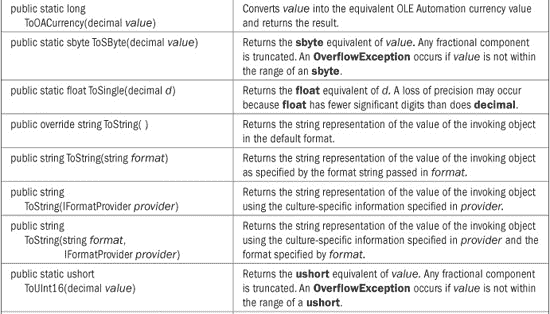 public static long
ToOACurrency(decimal value)
Converts value into the equivalent OLE Automation currency value
and returns the result.
public static sbyte ToSByte(decimal value)
Returns the sbyte equivalent of value. Any fractional component
is truncated. An OverflowException occurs if value is not within
the range of an sbyte.
public static float ToSingle(decimal d)
Returns the float equivalent of d. A loss of precision may occur
because float has fewer significant digits than does decimal.
public override string ToString( )
Returns the string representation of the value of the invoking object
in the default format.
public string ToString(string format)
Returns the string representation of the value of the invoking object
as specified by the format string passed in format.
public string
ToString(IFormatProvider provider)
Returns the string representation of the value of the invoking object
using the culture-specific information specified in provider.
public string
ToString(string format,
IFormatProvider provider)
Returns the string representation of the value of the invoking object
using the culture-specific information specified in provider and the
format specified by format.
public static ushort
ToUInt16(decimal value)
Returns the ushort equivalent of value. Any fractional component
is truncated. An OverflowException occurs if value is not within
the range of a ushort.